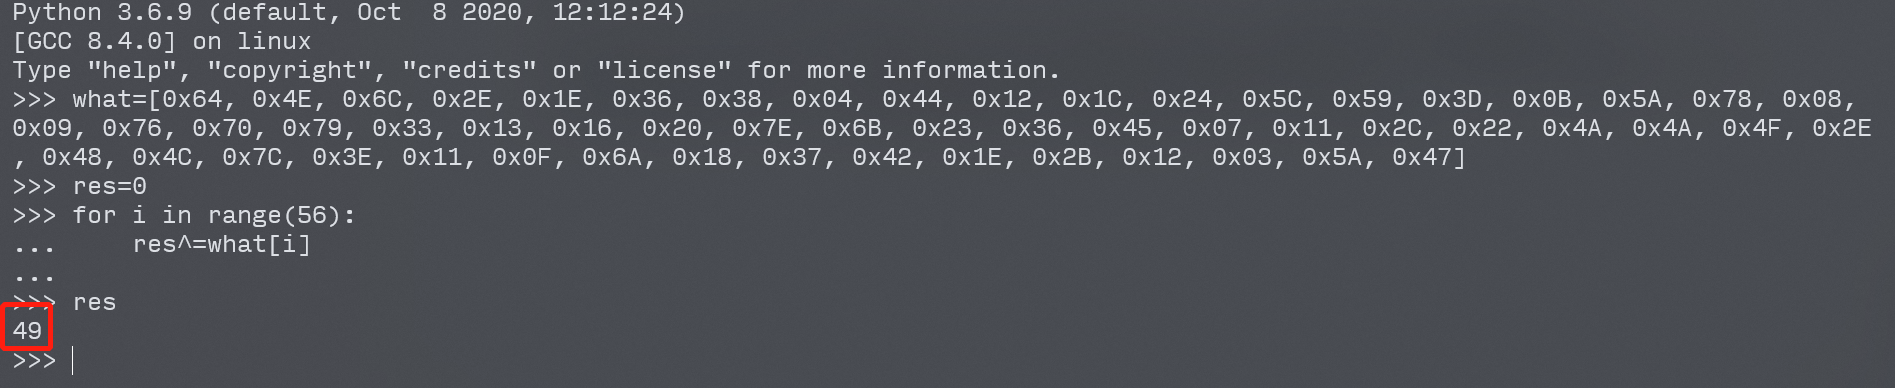 Python 3.6.9 (default, Oct  8 2020, 12:12:24)
[GCC 8.4.0] on linux
Type "help", "copyright", "credits" or "license" for more information.
>>> what=[0x64, 0x4E, 0x6C, 0x2E, 0x1E, 0x36, 0x38, 0x04, 0x44, 0x12, 0x1C, 0x24, 0x5C, 0x59, 0x3D, 0x0B, 0x5A, 0x78, 0x08,
0x09, 0x76, 0x70, 0x79, 0x33, 0x13, 0x16, 0x20, 0x7E, 0x6B, 0x23, 0x36, 0x45, 0x07, 0x11, 0x2C, 0x22, 0x4A, 0x4A, 0x4F, 0x2E
, 0x48, 0x4C, 0x7C, 0x3E, 0x11, 0x0F, 0x6A, 0x18, 0x37, 0x42, 0x1E, 0x2B, 0x12, 0x03, 0x5A, 0x47]
>>> res=0
>>> for i in range(56):
...     res^=what[i]
...
>>> res
49
>>>